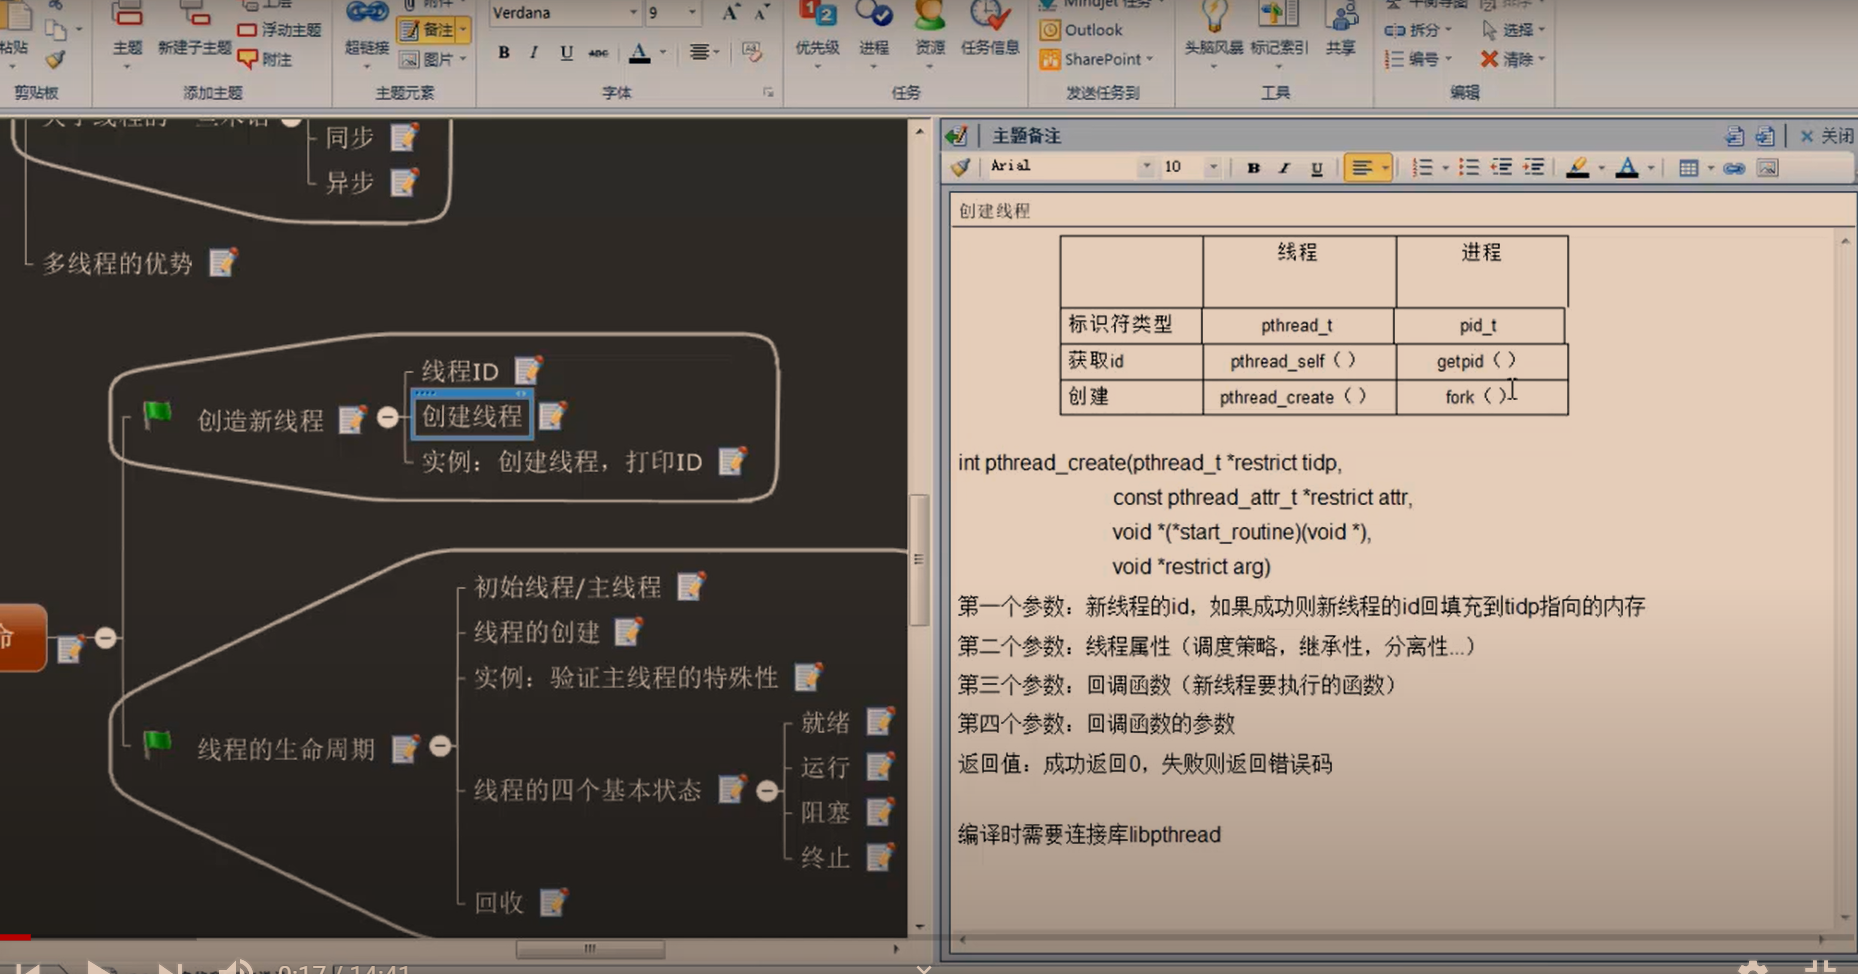 粘贴
主题
新建子主题
浮动主题
附注
超链接
备注
图片
Verdana
9
B I U abc A
优先级
进程
资源
任务信息
Outlook
SharePoint
头脑风暴
标记索引
共享
拆分
选择
编号
清除
剪贴板
添加主题
主题元素
字体
任务
发送任务到
工具
编辑
同步
异步
多线程的优势
创造新线程
线程ID
创建线程
实例：创建线程，打印ID
命
线程的生命周期
初始线程/主线程
线程的创建
实例：验证主线程的特殊性
线程的四个基本状态
就绪
运行
阻塞
终止
回收
主题备注
关闭
Arial
10
B I U A
创建线程
线程 进程
标识符类型 pthread_t pid_t
获取id pthread_self（） getpid（）
创建 pthread_create（） fork（）
int pthread_create(pthread_t *restrict tidp,
const pthread_attr_t *restrict attr,
void *(*start_routine)(void *),
void *restrict arg)
第一个参数：新线程的id，如果成功则新线程的id回填充到tidp指向的内存
第二个参数：线程属性（调度策略，继承性，分离性...）
第三个参数：回调函数（新线程要执行的函数）
第四个参数：回调函数的参数
返回值：成功返回0，失败则返回错误码
编译时需要连接库libpthread
0:17 / 14:41